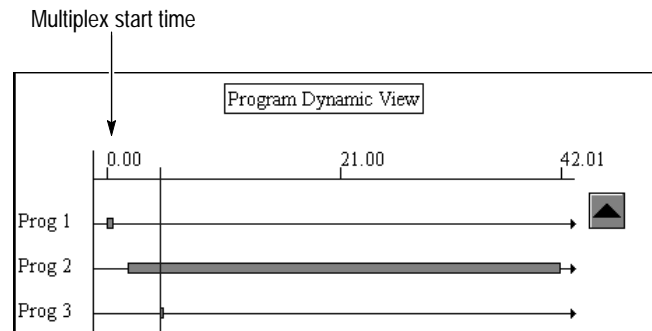 Multiplex start time
Program Dynamic View
0.00 21.00 42.01
Prog 1
Prog 2
Prog 3